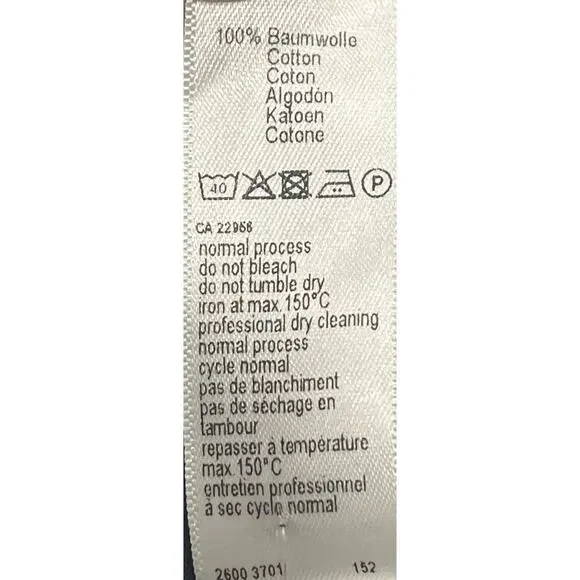 100% Baumwolle
Cotton
Coton
Algodón
Katoen
Cotone
40 P
CA 22956
normal process
do not bleach
do not tumble dry
iron at max.150°C
professional dry cleaning
normal process
cycle normal
pas de blanchiment
pas de séchage en
tambour
repasser à température
max.150°C
entretien professionnel
à sec cycle normal
2600 3701 152